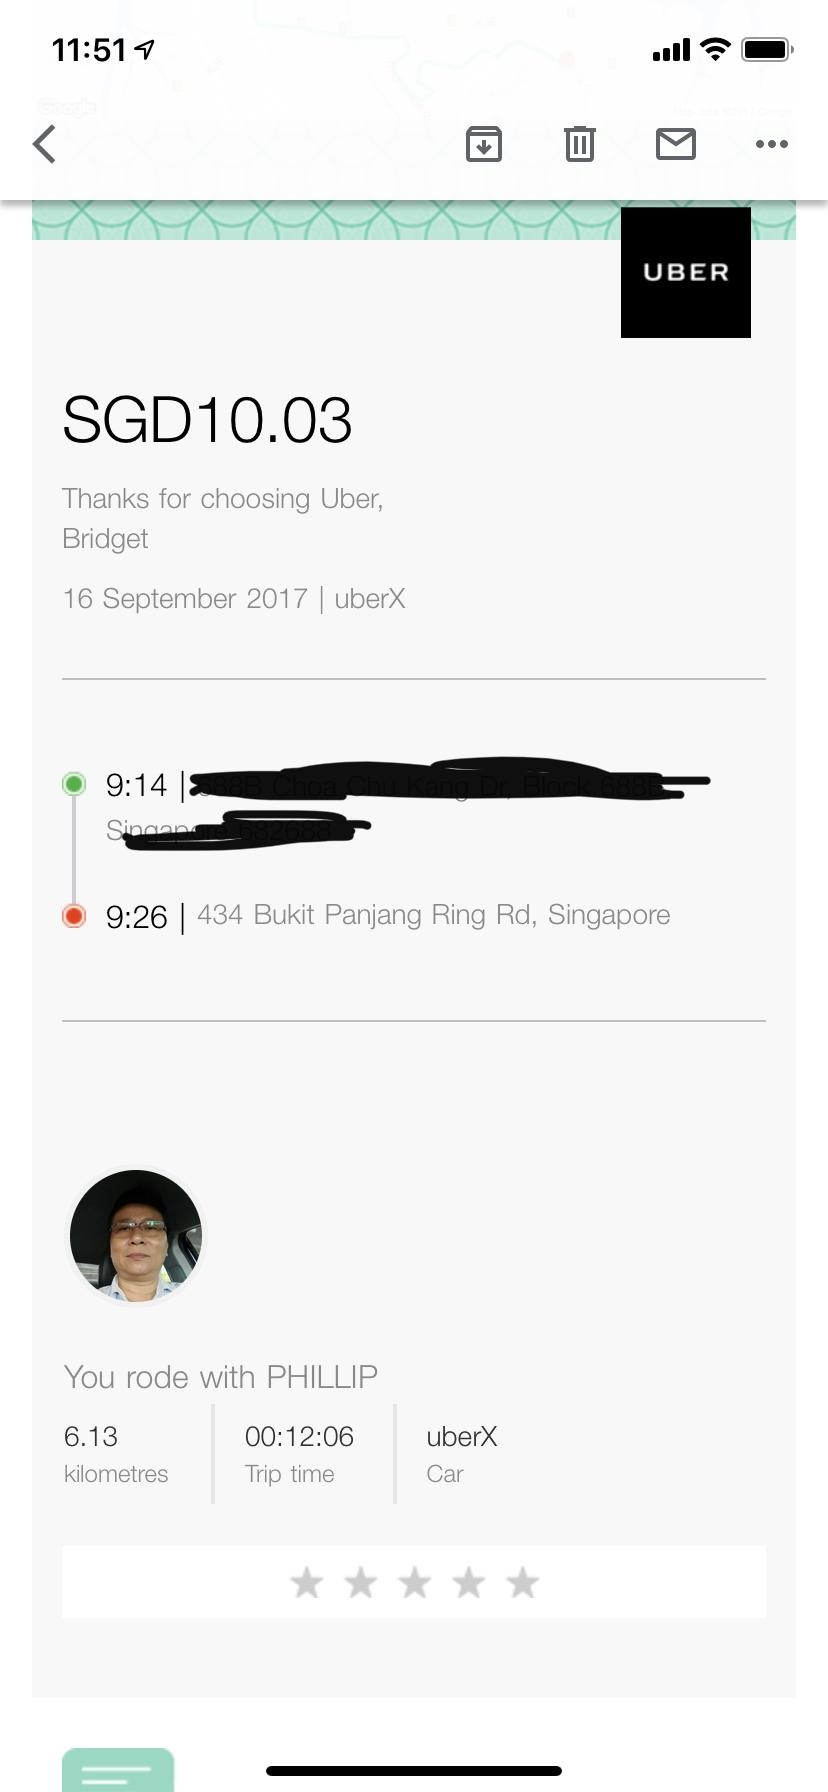 11:51
UBER
SGD10.03
Thanks for choosing Uber,
Bridget
16 September 2017 | uberX
9:14 |
9:26 | 434 Bukit Panjang Ring Rd, Singapore
You rode with PHILLIP
6.13 00:12:06 uberX
kilometres Trip time Car